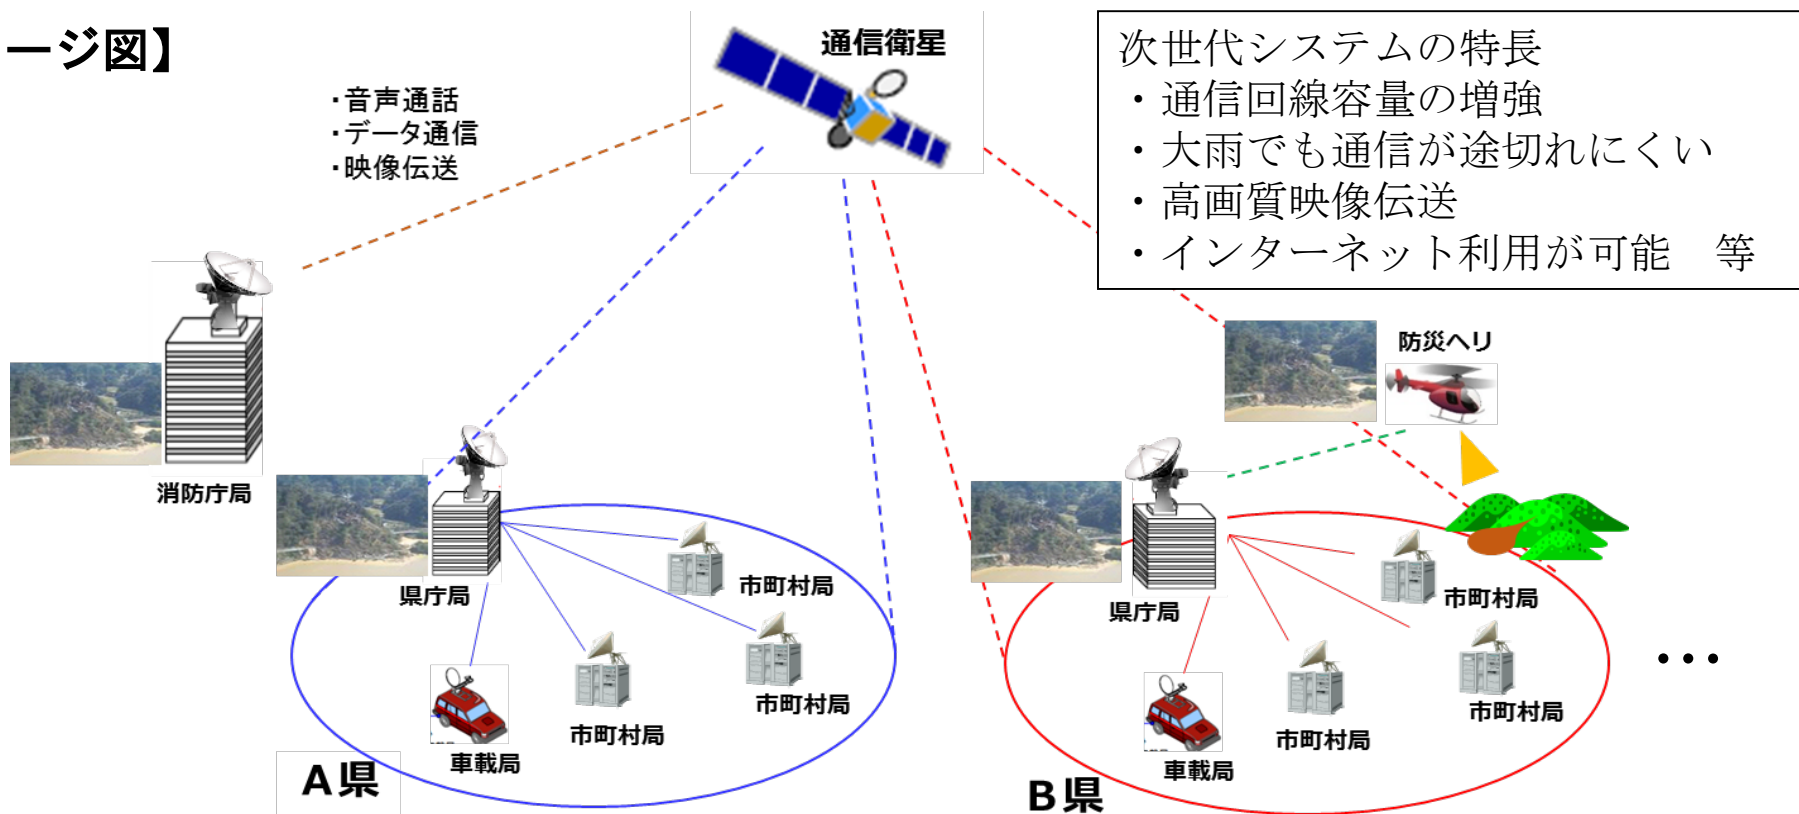 ージ図】
通信衛星
・音声通話
・データ通信
・映像伝送
次世代システムの特長
・通信回線容量の増強
・大雨でも通信が途切れにくい
・高画質映像伝送
・インターネット利用が可能　等
防災ヘリ
消防庁局
県庁局
市町村局
市町村局
市町村局
車載局
A県
県庁局
市町村局
市町村局
市町村局
車載局
B県
…